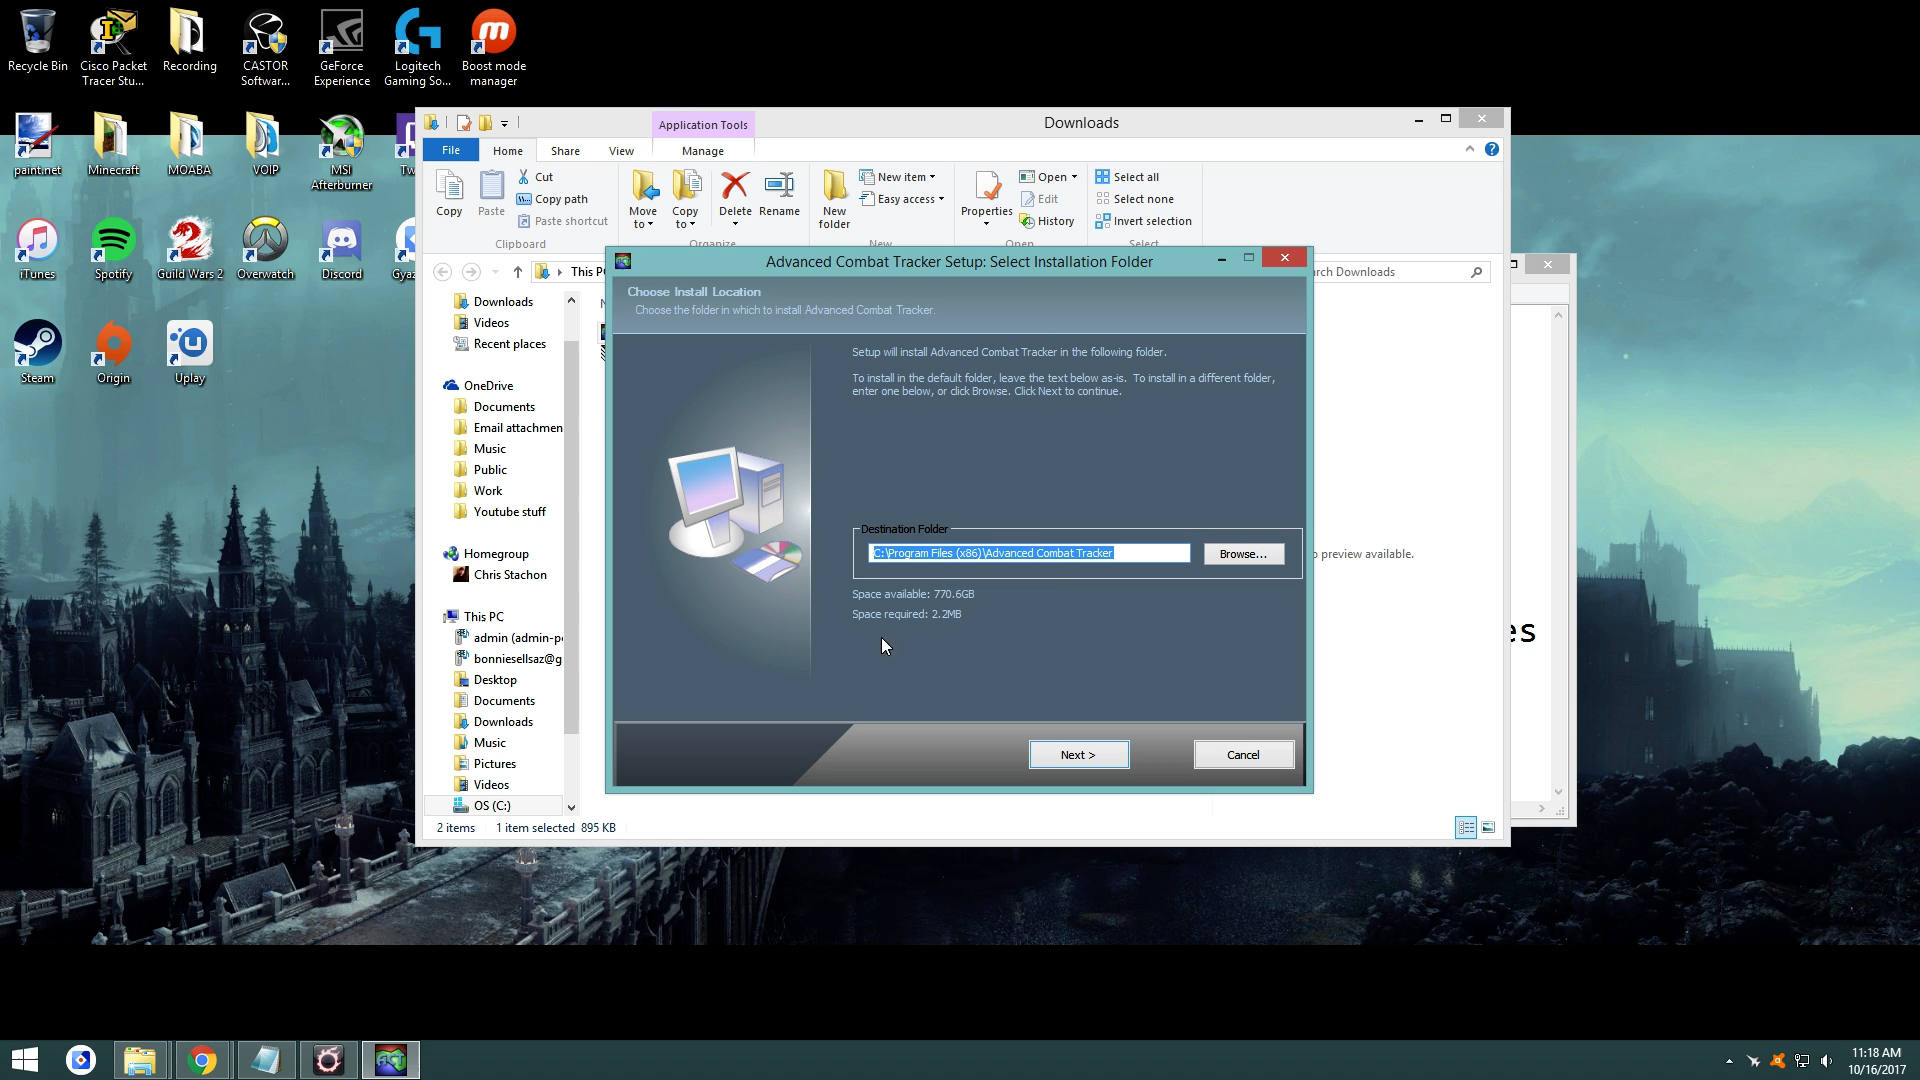 Recycle Bin
Cisco Packet
Tracer Stu...
Recording
CASTOR
Softwar...
GeForce
Experience
Logitech
Gaming So...
Boost mode
manager
paint.net
Minecraft
MOABA
VOIP
MSI
Afterburner
iTunes
Spotify
Guild Wars 2
Overwatch
Discord
Steam
Origin
Uplay
Application Tools
Downloads
File
Home
Share
View
Manage
Copy
Paste
Cut
Copy path
Paste shortcut
Clipboard
Move
to
Copy
to
Delete
Rename
Organize
New
folder
New item
Easy access
New
Properties
Open
Edit
History
Open
Select all
Select none
Invert selection
Select
Downloads
Videos
Recent places
OneDrive
Documents
Email attachmen
Music
Public
Work
Youtube stuff
Homegroup
Chris Stachon
This PC
admin (admin-p
bonniesellsaz@g
Desktop
Documents
Downloads
Music
Pictures
Videos
OS (C:)
2 items
1 item selected 895 KB
Advanced Combat Tracker Setup: Select Installation Folder
Choose Install Location
Choose the folder in which to install Advanced Combat Tracker.
Setup will install Advanced Combat Tracker in the following folder.
To install in the default folder, leave the text below as-is. To install in a different folder,
enter one below, or click Browse. Click Next to continue.
Destination Folder
C:\Program Files (x86)\Advanced Combat Tracker
Browse...
Space available: 770.6GB
Space required: 2.2MB
Next >
Cancel
Downloads
preview available.
ACT
11:18 AM
10/16/2017